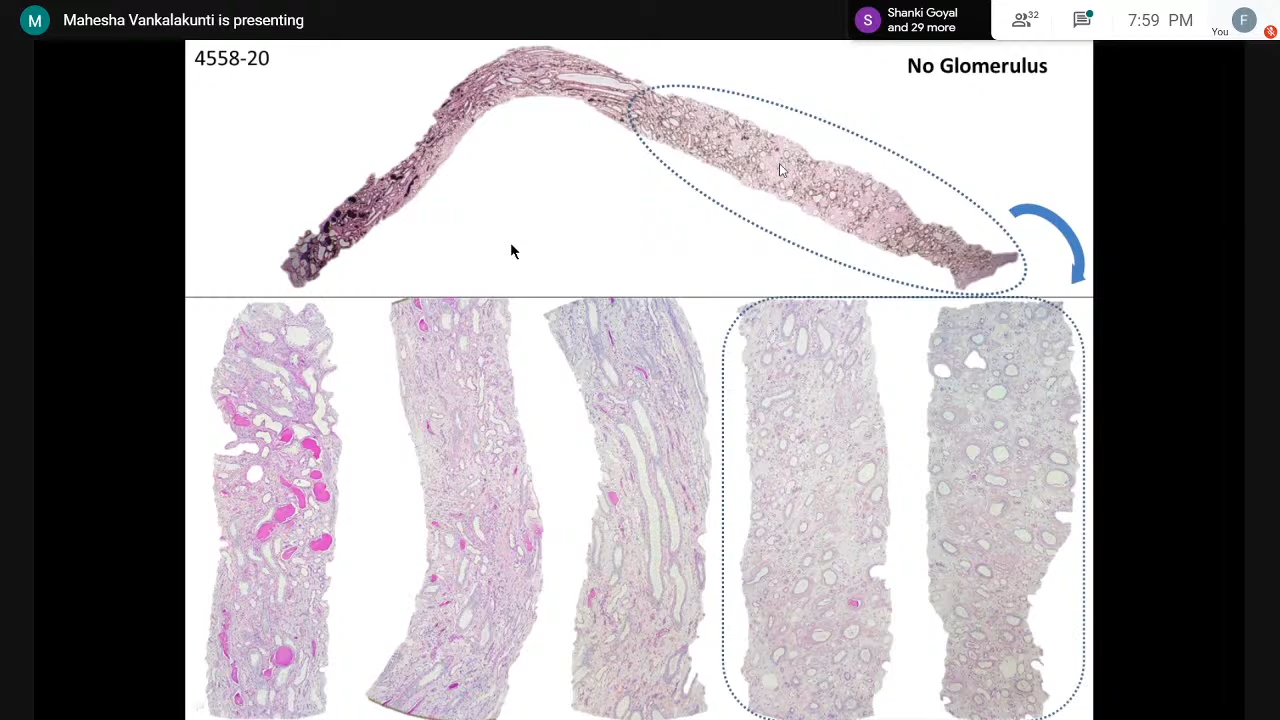 M Mahesha Vankalakunti is presenting
S Shanki Goyal
and 29 more
32
7:59 PM
You
F
4558-20
No Glomerulus